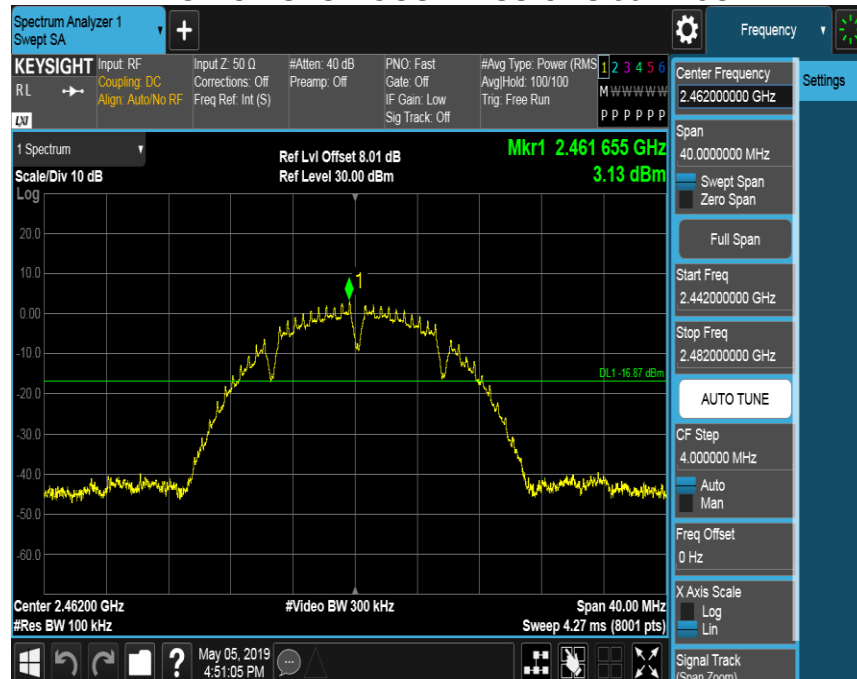 Spectrum Analyzer 1
Swept SA
+
Frequency
KEYSIGHT
RL
LXI
Input: RF
Coupling: DC
Align: Auto/No RF
Input Z: 50 Ω
Corrections: Off
Freq Ref: Int (S)
#Atten: 40 dB
Preamp: Off
PNO: Fast
Gate: Off
IF Gain: Low
Sig Track: Off
#Avg Type: Power (RMS
Avg|Hold: 100/100
Trig: Free Run
1 2 3 4 5 6
M W W W W W
P P P P P P
Settings
1 Spectrum
Scale/Div 10 dB
Log
Ref Lvl Offset 8.01 dB
Ref Level 30.00 dBm
Mkr1 2.461 655 GHz
3.13 dBm
20.0
10.0
0.00
-10.0
-20.0
-30.0
-40.0
-50.0
-60.0
1
DL1 -16.87 dBm
Center 2.46200 GHz
#Res BW 100 kHz
#Video BW 300 kHz
Span 40.00 MHz
Sweep 4.27 ms (8001 pts)
Center Frequency
2.462000000 GHz
Span
40.0000000 MHz
Swept Span
Zero Span
Full Span
Start Freq
2.442000000 GHz
Stop Freq
2.482000000 GHz
AUTO TUNE
CF Step
4.000000 MHz
Auto
Man
Freq Offset
0 Hz
X Axis Scale
Log
Lin
Signal Track
(Span Zoom)
?
May 05, 2019
4:51:05 PM